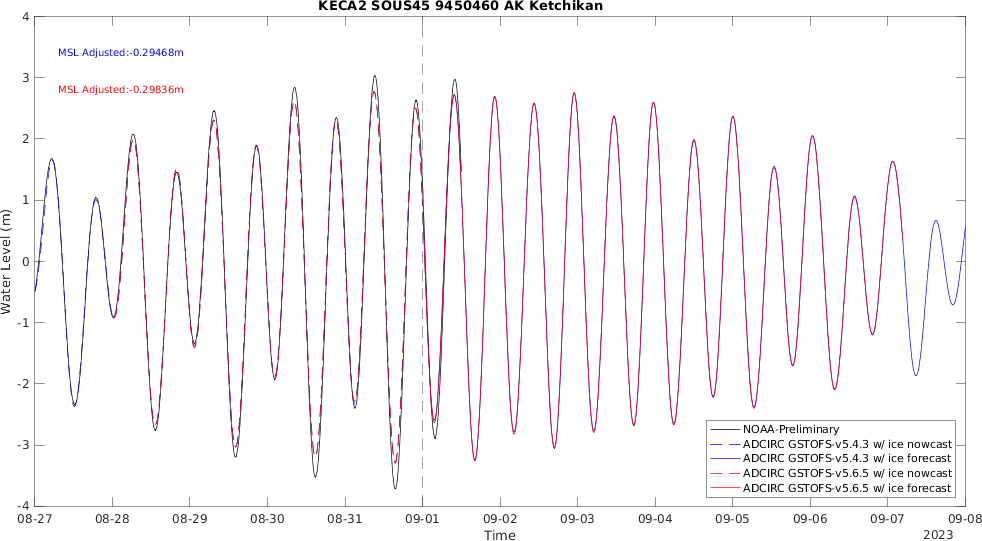 KECA2 SOUS45 9450460 AK Ketchikan
4
MSL Adjusted:-0.29468m
3
MSL Adjusted:-0.29836m
2
1
0
Water Level (m)
-1
-2
-3
NOAA-Preliminary
ADCIRC GSTOFS-v5.4.3 w/ ice nowcast
ADCIRC GSTOFS-v5.4.3 w/ ice forecast
ADCIRC GSTOFS-v5.6.5 w/ ice nowcast
ADCIRC GSTOFS-v5.6.5 w/ ice forecast
-4
08-27 08-28 08-29 08-30 08-31 09-01 09-02 09-03 09-04 09-05 09-06 09-07 09-08
Time 2023